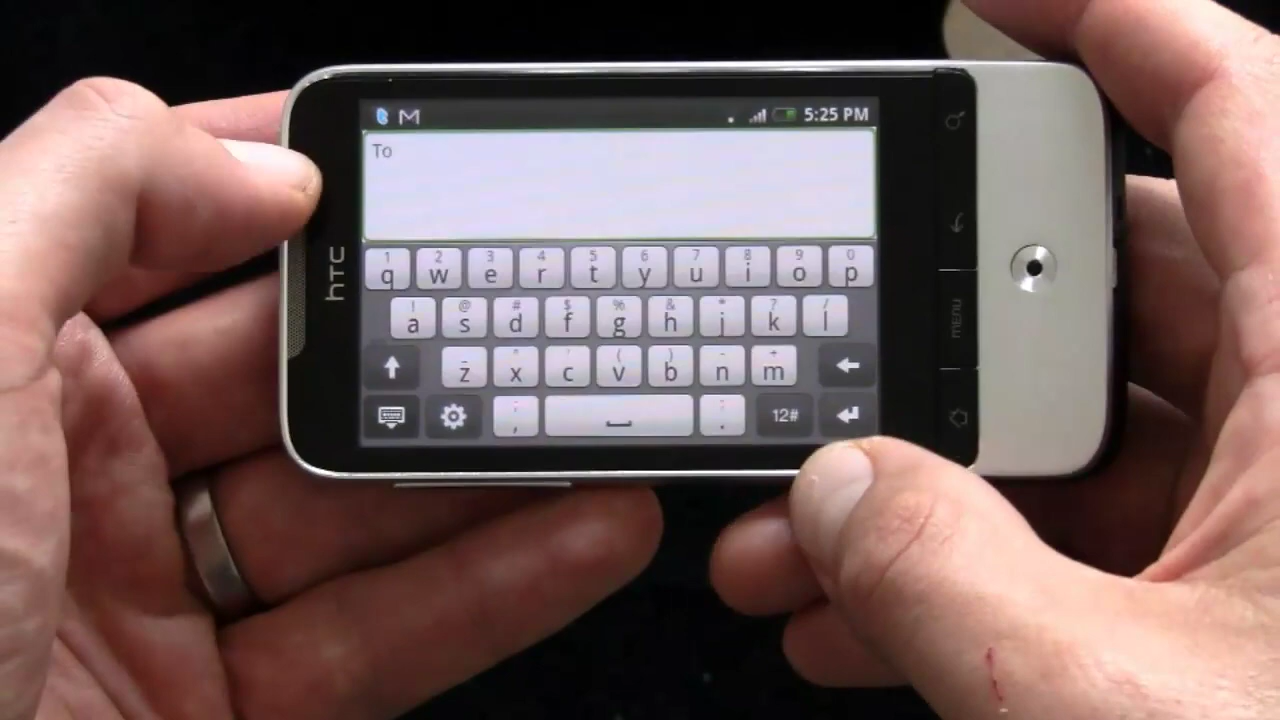 5:25 PM
To
1 2 3 4 5 6 7 8 9 0
q w e r t y u i o p
! @ # $ % & * ? /
a s d f g h j k l
( ) - +
z x c v b n m
, . 12#
hTC
menu